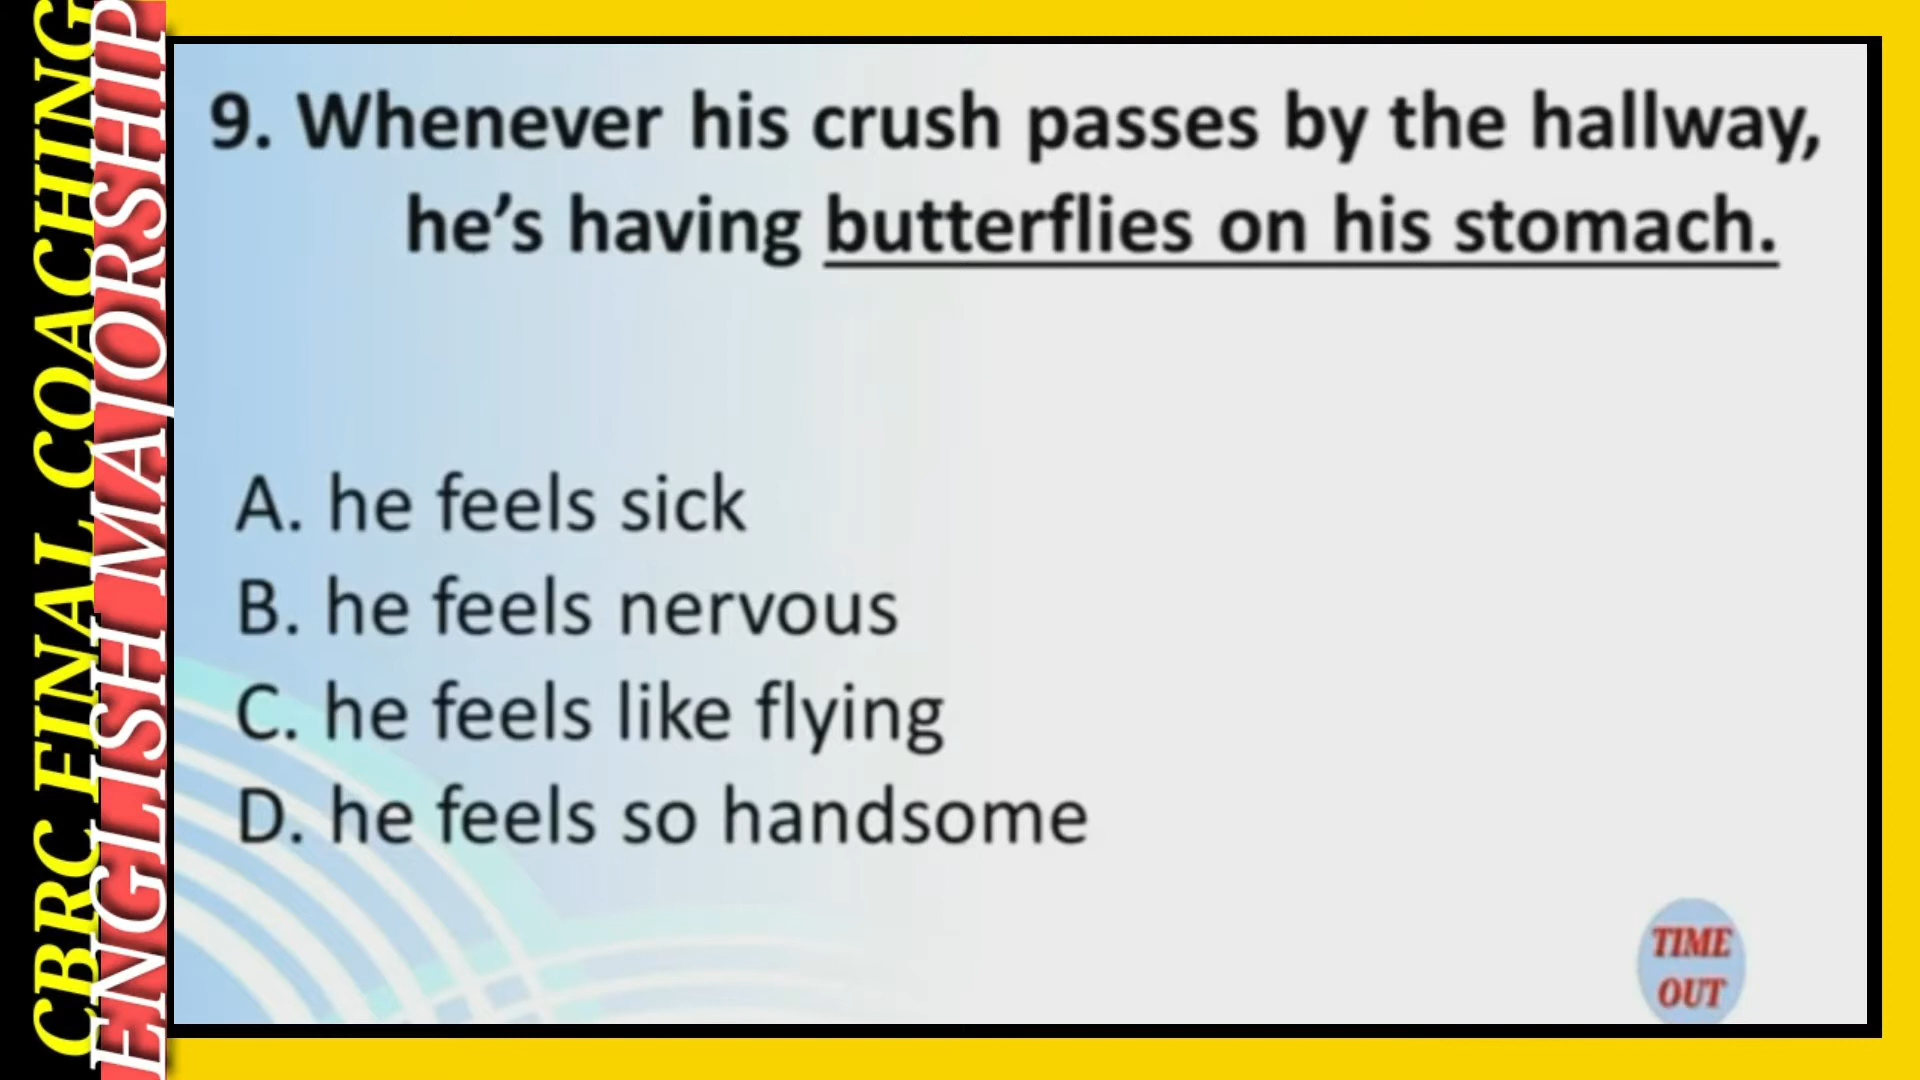 CBRC FINAL COACHING
ENGLISH MAJORSHIP
9. Whenever his crush passes by the hallway,
he's having butterflies on his stomach.
A. he feels sick
B. he feels nervous
C. he feels like flying
D. he feels so handsome
TIME
OUT